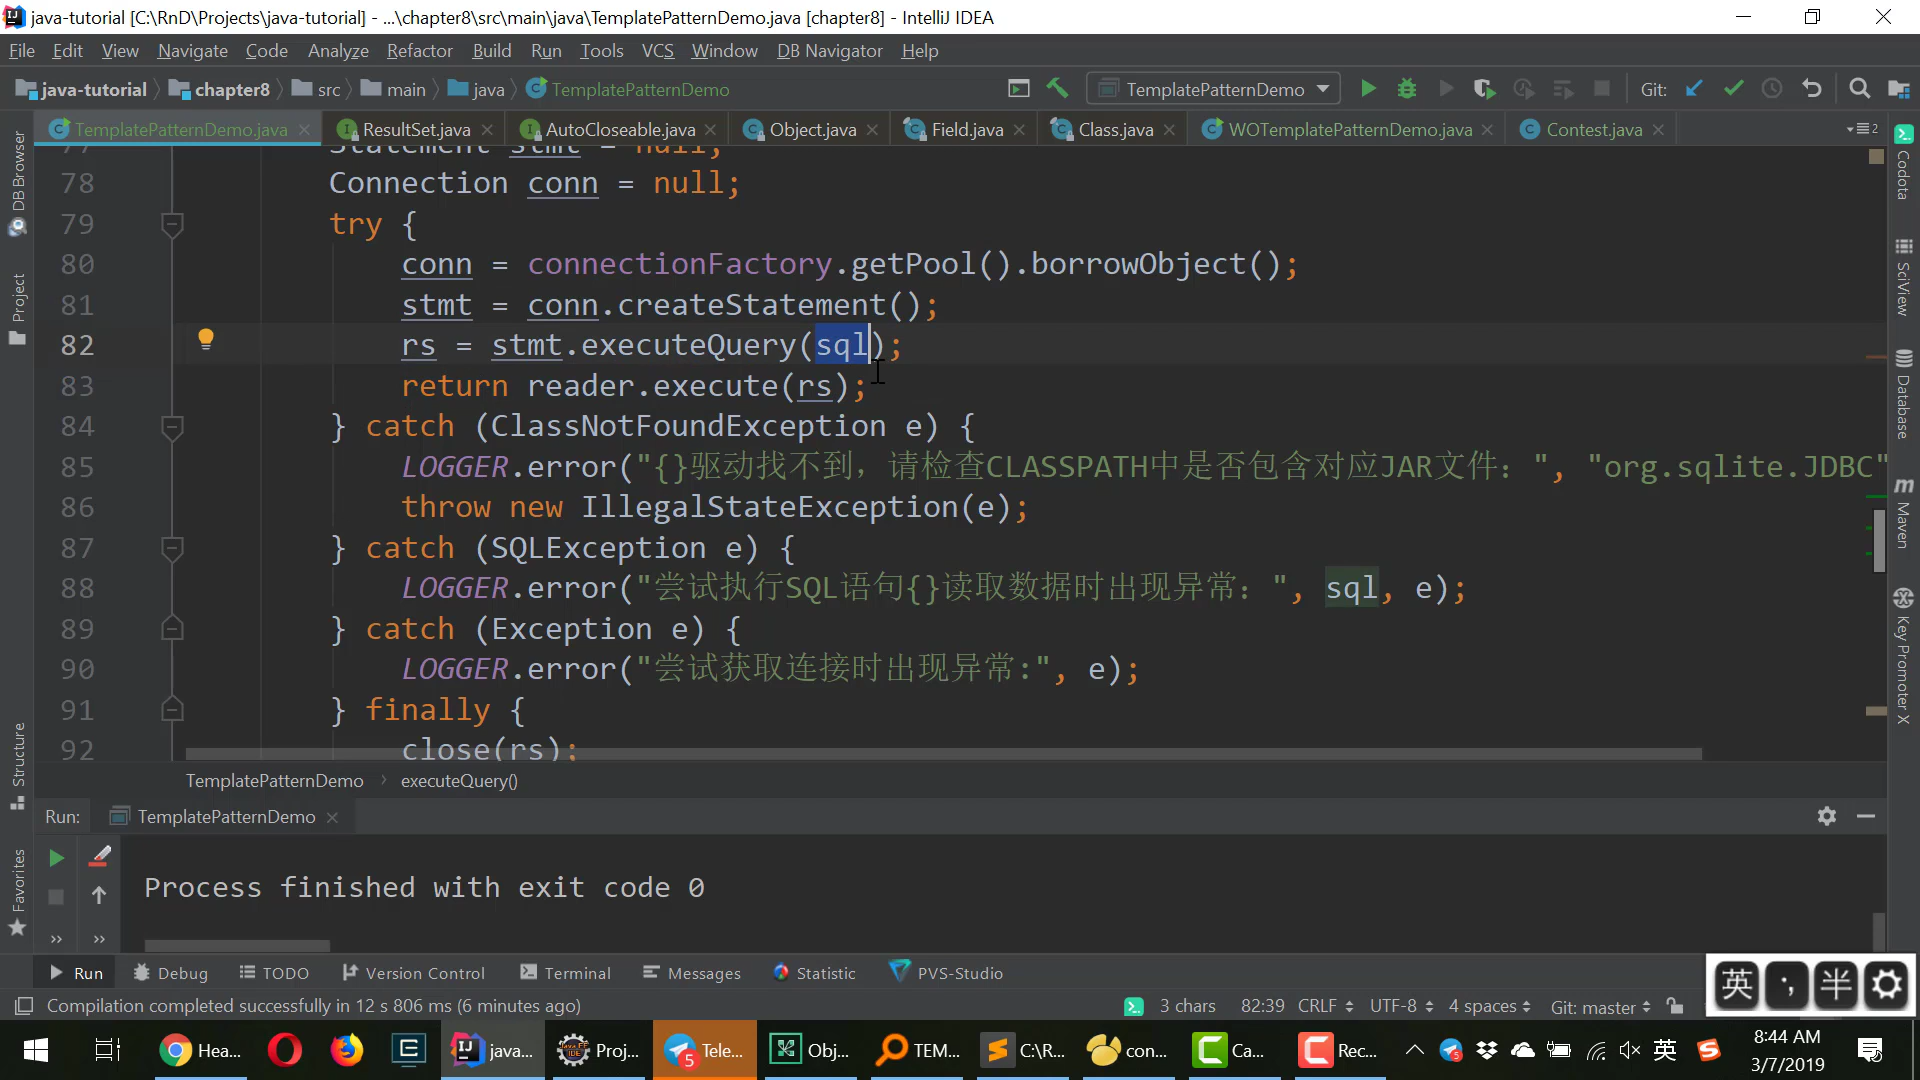 java-tutorial [C:\RnD\Projects\java-tutorial] - ...\chapter8\src\main\java\TemplatePatternDemo.java [chapter8] - IntelliJ IDEA
File Edit View Navigate Code Analyze Refactor Build Run Tools VCS Window DB Navigator Help
java-tutorial chapter8 src main java TemplatePatternDemo TemplatePatternDemo Git:
TemplatePatternDemo.java ResultSet.java AutoCloseable.java Object.java Field.java Class.java WOTemplatePatternDemo.java Contest.java 2
77 Statement stmt = null;
78 Connection conn = null;
79 try {
80 conn = connectionFactory.getPool().borrowObject();
81 stmt = conn.createStatement();
82 rs = stmt.executeQuery(sql);
83 return reader.execute(rs);
84 } catch (ClassNotFoundException e) {
85 LOGGER.error("{}驱动找不到，请检查CLASSPATH中是否包含对应JAR文件：", "org.sqlite.JDBC"
86 throw new IllegalStateException(e);
87 } catch (SQLException e) {
88 LOGGER.error("尝试执行SQL语句{}读取数据时出现异常：", sql, e);
89 } catch (Exception e) {
90 LOGGER.error("尝试获取连接时出现异常:", e);
91 } finally {
92 close(rs);
DB Browser
Project
Structure
Favorites
Codota
SciView
Database
Maven
Key Promoter X
TemplatePatternDemo executeQuery()
Run: TemplatePatternDemo
Process finished with exit code 0
Run Debug TODO Version Control Terminal Messages Statistic PVS-Studio
英 半
Compilation completed successfully in 12 s 806 ms (6 minutes ago) 3 chars 82:39 CRLF UTF-8 4 spaces Git: master
Hea... java... Proj... Tele... Obj... TEM... C:\R... con... Ca... Rec... 英
8:44 AM
3/7/2019